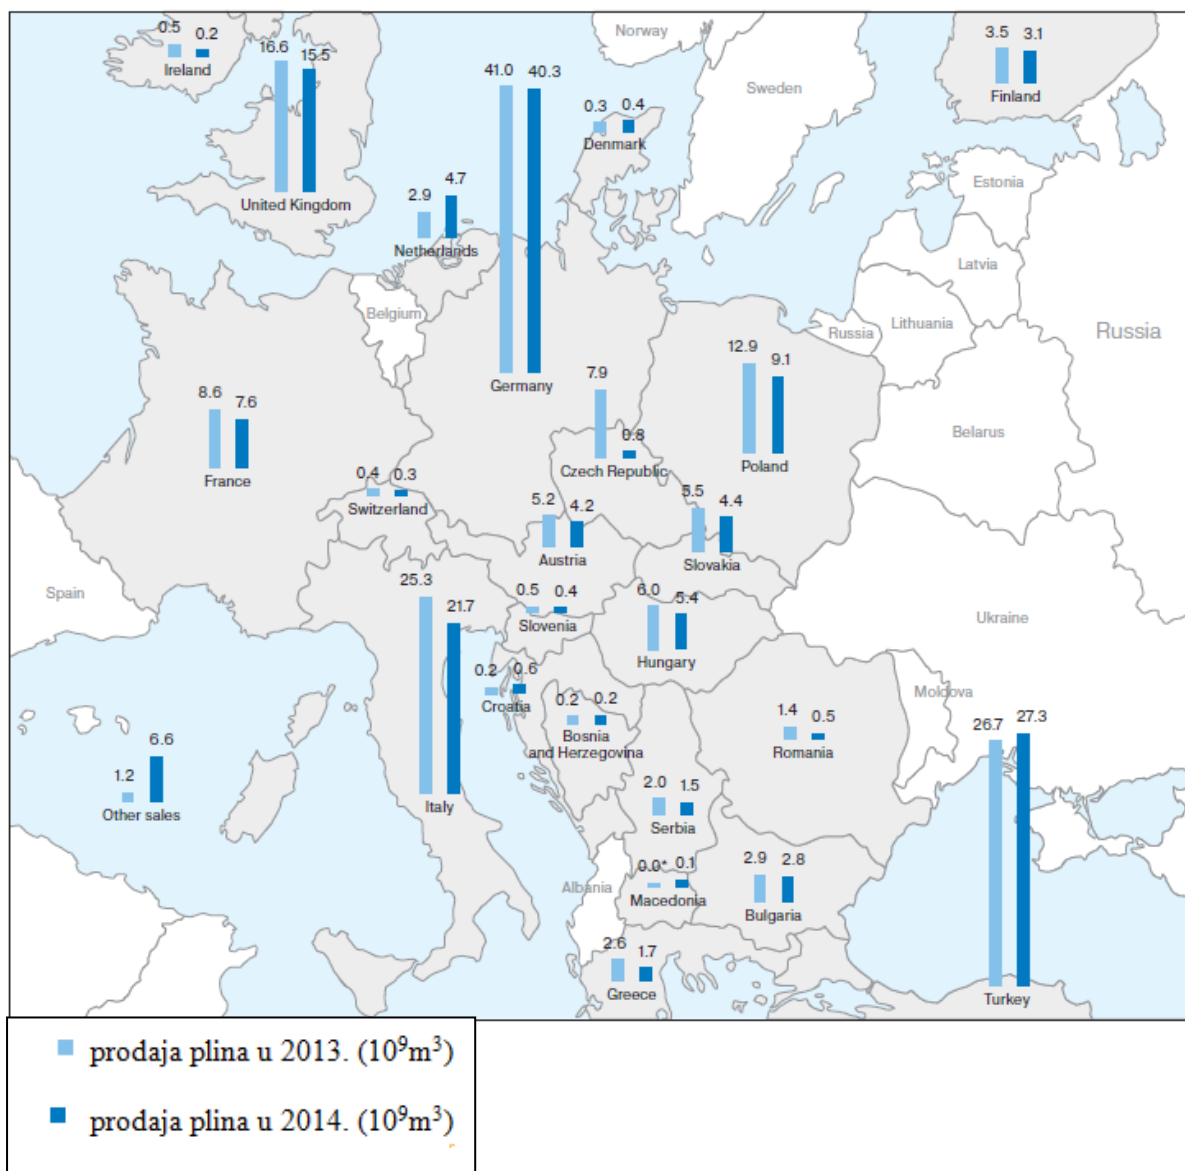 0.5 0.2
Ireland
16.6 15.5
United Kingdom
Norway
Sweden
3.5 3.1
Finland
41.0 40.3
Germany
0.3 0.4
Denmark
2.9 4.7
Netherlands
Estonia
Latvia
Lithuania
Russia
Russia
Belgium
Belarus
8.6 7.6
France
7.9 0.8
Czech Republic
12.9 9.1
Poland
0.4 0.3
Switzerland
5.2 4.2
Austria
5.5 4.4
Slovakia
Spain
25.3 21.7
Italy
0.5 0.4
Slovenia
6.0 5.4
Hungary
Ukraine
Moldova
0.2 0.6
Croatia
0.2 0.2
Bosnia
and Herzegovina
1.4 0.5
Romania
26.7 27.3
Turkey
1.2 6.6
Other sales
2.0 1.5
Serbia
Albania
0.0* 0.1
Macedonia
2.9 2.8
Bulgaria
2.6 1.7
Greece
prodaja plina u 2013. (10⁹m³)
prodaja plina u 2014. (10⁹m³)